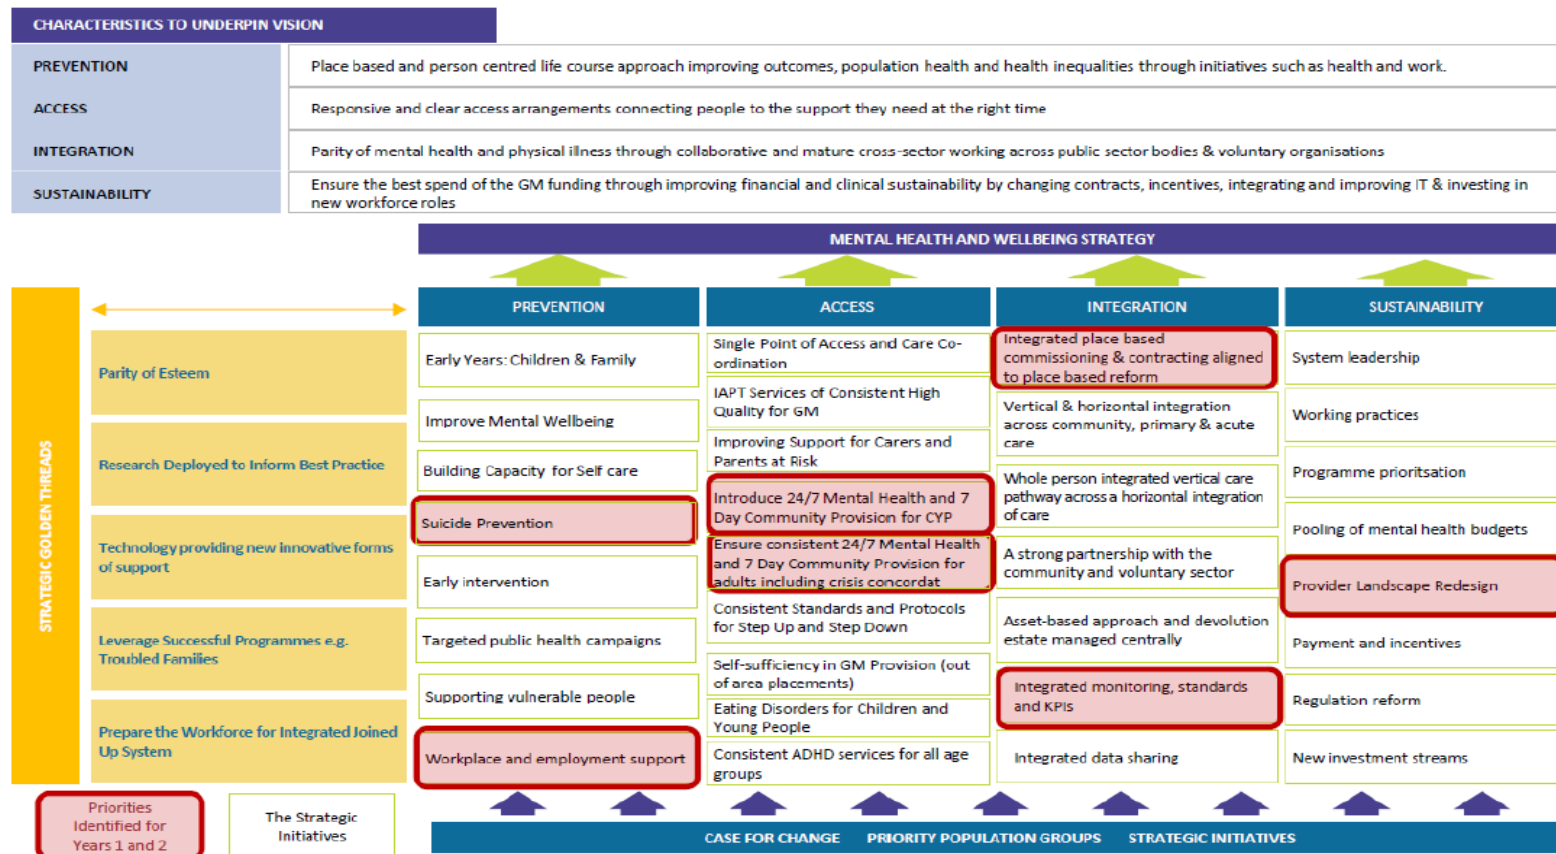 CHARACTERISTICS TO UNDERPIN VISION
PREVENTION
Place based and person centred life course approach improving outcomes, population health and health inequalities through initiatives such as health and work.
ACCESS
Responsive and clear access arrangements connecting people to the support they need at the right time
INTEGRATION
Parity of mental health and physical illness through collaborative and mature cross-sector working across public sector bodies & voluntary organisations
SUSTAINABILITY
Ensure the best spend of the GM funding through improving financial and clinical sustainability by changing contracts, incentives, integrating and improving IT & investing in
new workforce roles
MENTAL HEALTH AND WELLBEING STRATEGY
STRATEGIC GOLDEN THREADS
Parity of Esteem
Research Deployed to Inform Best Practice
Technology providing new innovative forms
of support
Leverage Successful Programmes e.g.
Troubled Families
Prepare the Workforce for Integrated Joined
Up System
PREVENTION
Early Years: Children & Family
Improve Mental Wellbeing
Building Capacity for Self care
Suicide Prevention
Early intervention
Targeted public health campaigns
Supporting vulnerable people
Workplace and employment support
ACCESS
Single Point of Access and Care Co-
ordination
IAPT Services of Consistent High
Quality for GM
Improving Support for Carers and
Parents at Risk
Introduce 24/7 Mental Health and 7
Day Community Provision for CYP
Ensure consistent 24/7 Mental Health
and 7 Day Community Provision for
adults including crisis concordat
Consistent Standards and Protocols
for Step Up and Step Down
Self-sufficiency in GM Provision (out
of area placements)
Eating Disorders for Children and
Young People
Consistent ADHD services for all age
groups
INTEGRATION
Integrated place based
commissioning & contracting aligned
to place based reform
Vertical & horizontal integration
across community, primary & acute
care
Whole person integrated vertical care
pathway across a horizontal integration
of care
A strong partnership with the
community and voluntary sector
Asset-based approach and devolution
estate managed centrally
Integrated monitoring, standards
and KPIs
Integrated data sharing
SUSTAINABILITY
System leadership
Working practices
Programme prioritsation
Pooling of mental health budgets
Provider Landscape Redesign
Payment and incentives
Regulation reform
New investment streams
Priorities
Identified for
Years 1 and 2
The Strategic
Initiatives
CASE FOR CHANGE PRIORITY POPULATION GROUPS STRATEGIC INITIATIVES